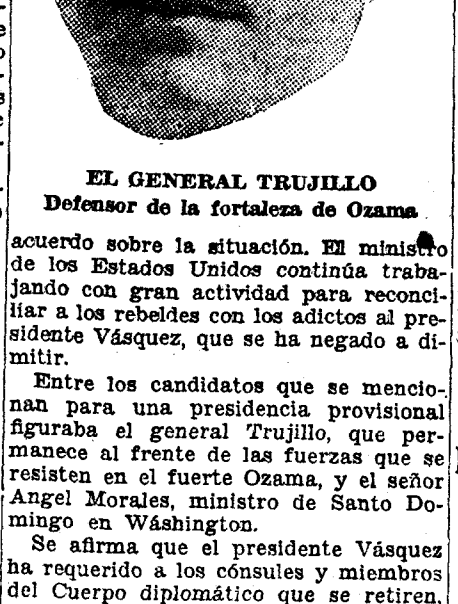 EL GENERAL TRUJILLO
Defensor de la fortaleza de Ozama
acuerdo sobre la situación. El ministro
de los Estados Unidos continúa traba-
jando con gran actividad para reconci-
liar a los rebeldes con los adictos al pre-
sidente Vásquez, que se ha negado a di-
mitir.
Entre los candidatos que se mencio-
nan para una presidencia provisional
figuraba el general Trujillo, que per-
manece al frente de las fuerzas que se
resisten en el fuerte Ozama, y el señor
Angel Morales, ministro de Santo Do-
mingo en Wáshington.
Se afirma que el presidente Vásquez
ha requerido a los cónsules y miembros
del Cuerpo diplomático que se retiren,